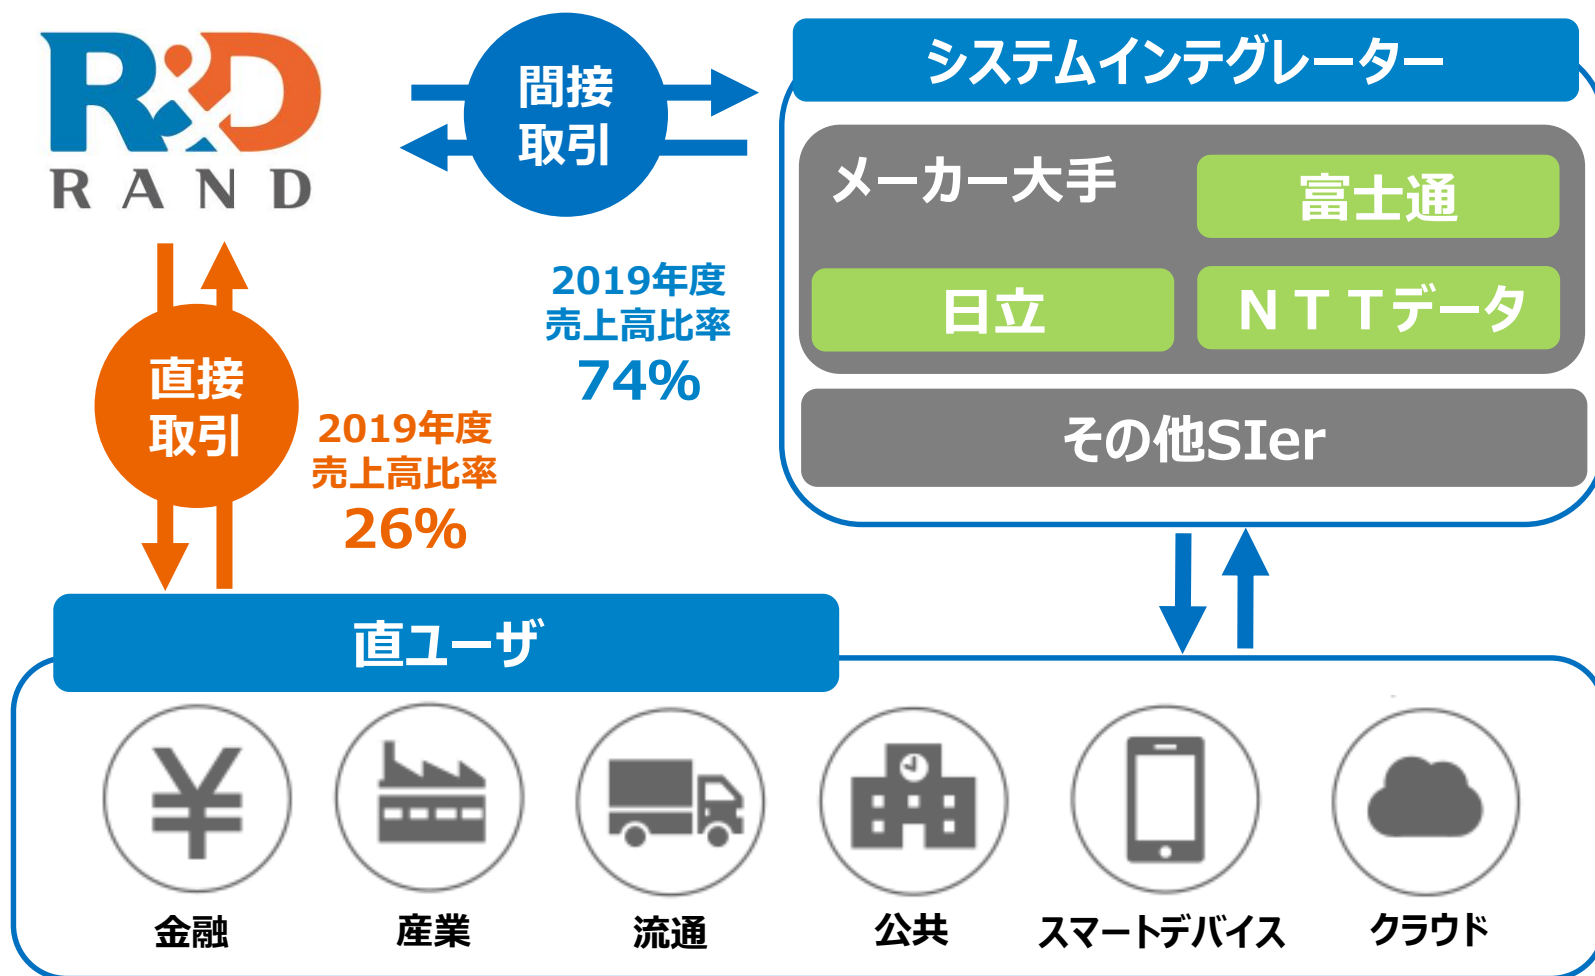 R&D
RAND
間接
取引
システムインテグレーター
メーカー大手
富士通
日立
ＮＴＴデータ
その他SIer
2019年度
売上高比率
74%
直接
取引
2019年度
売上高比率
26%
直ユーザ
¥
金融
産業
流通
公共
スマートデバイス
クラウド